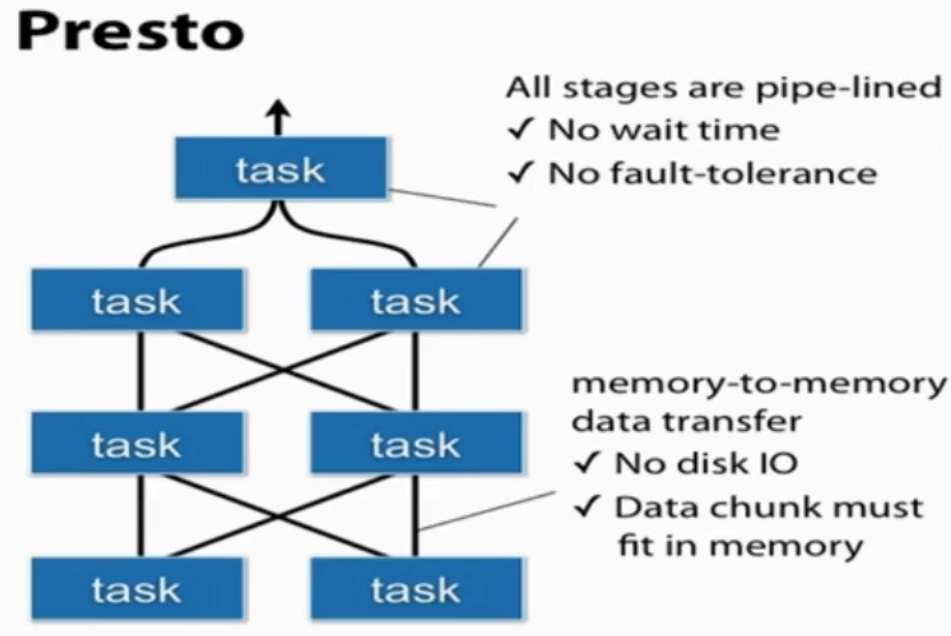 Presto
All stages are pipe-lined
✓ No wait time
✓ No fault-tolerance
task
task task
memory-to-memory
data transfer
✓ No disk IO
✓ Data chunk must
fit in memory
task task
task task